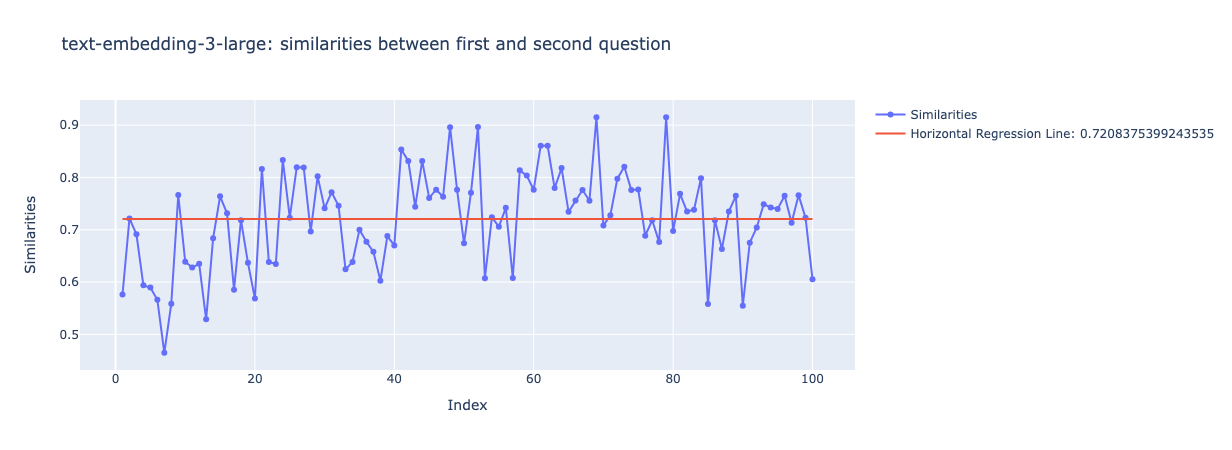 text-embedding-3-large: similarities between first and second question
Similarities
Horizontal Regression Line: 0.7208375399243535
0.9
0.8
0.7
0.6
0.5
Similarities
0 20 40 60 80 100
Index